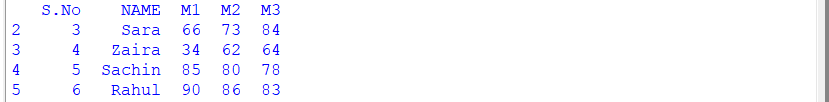 S.No NAME M1 M2 M3
2 3 Sara 66 73 84
3 4 Zaira 34 62 64
4 5 Sachin 85 80 78
5 6 Rahul 90 86 83